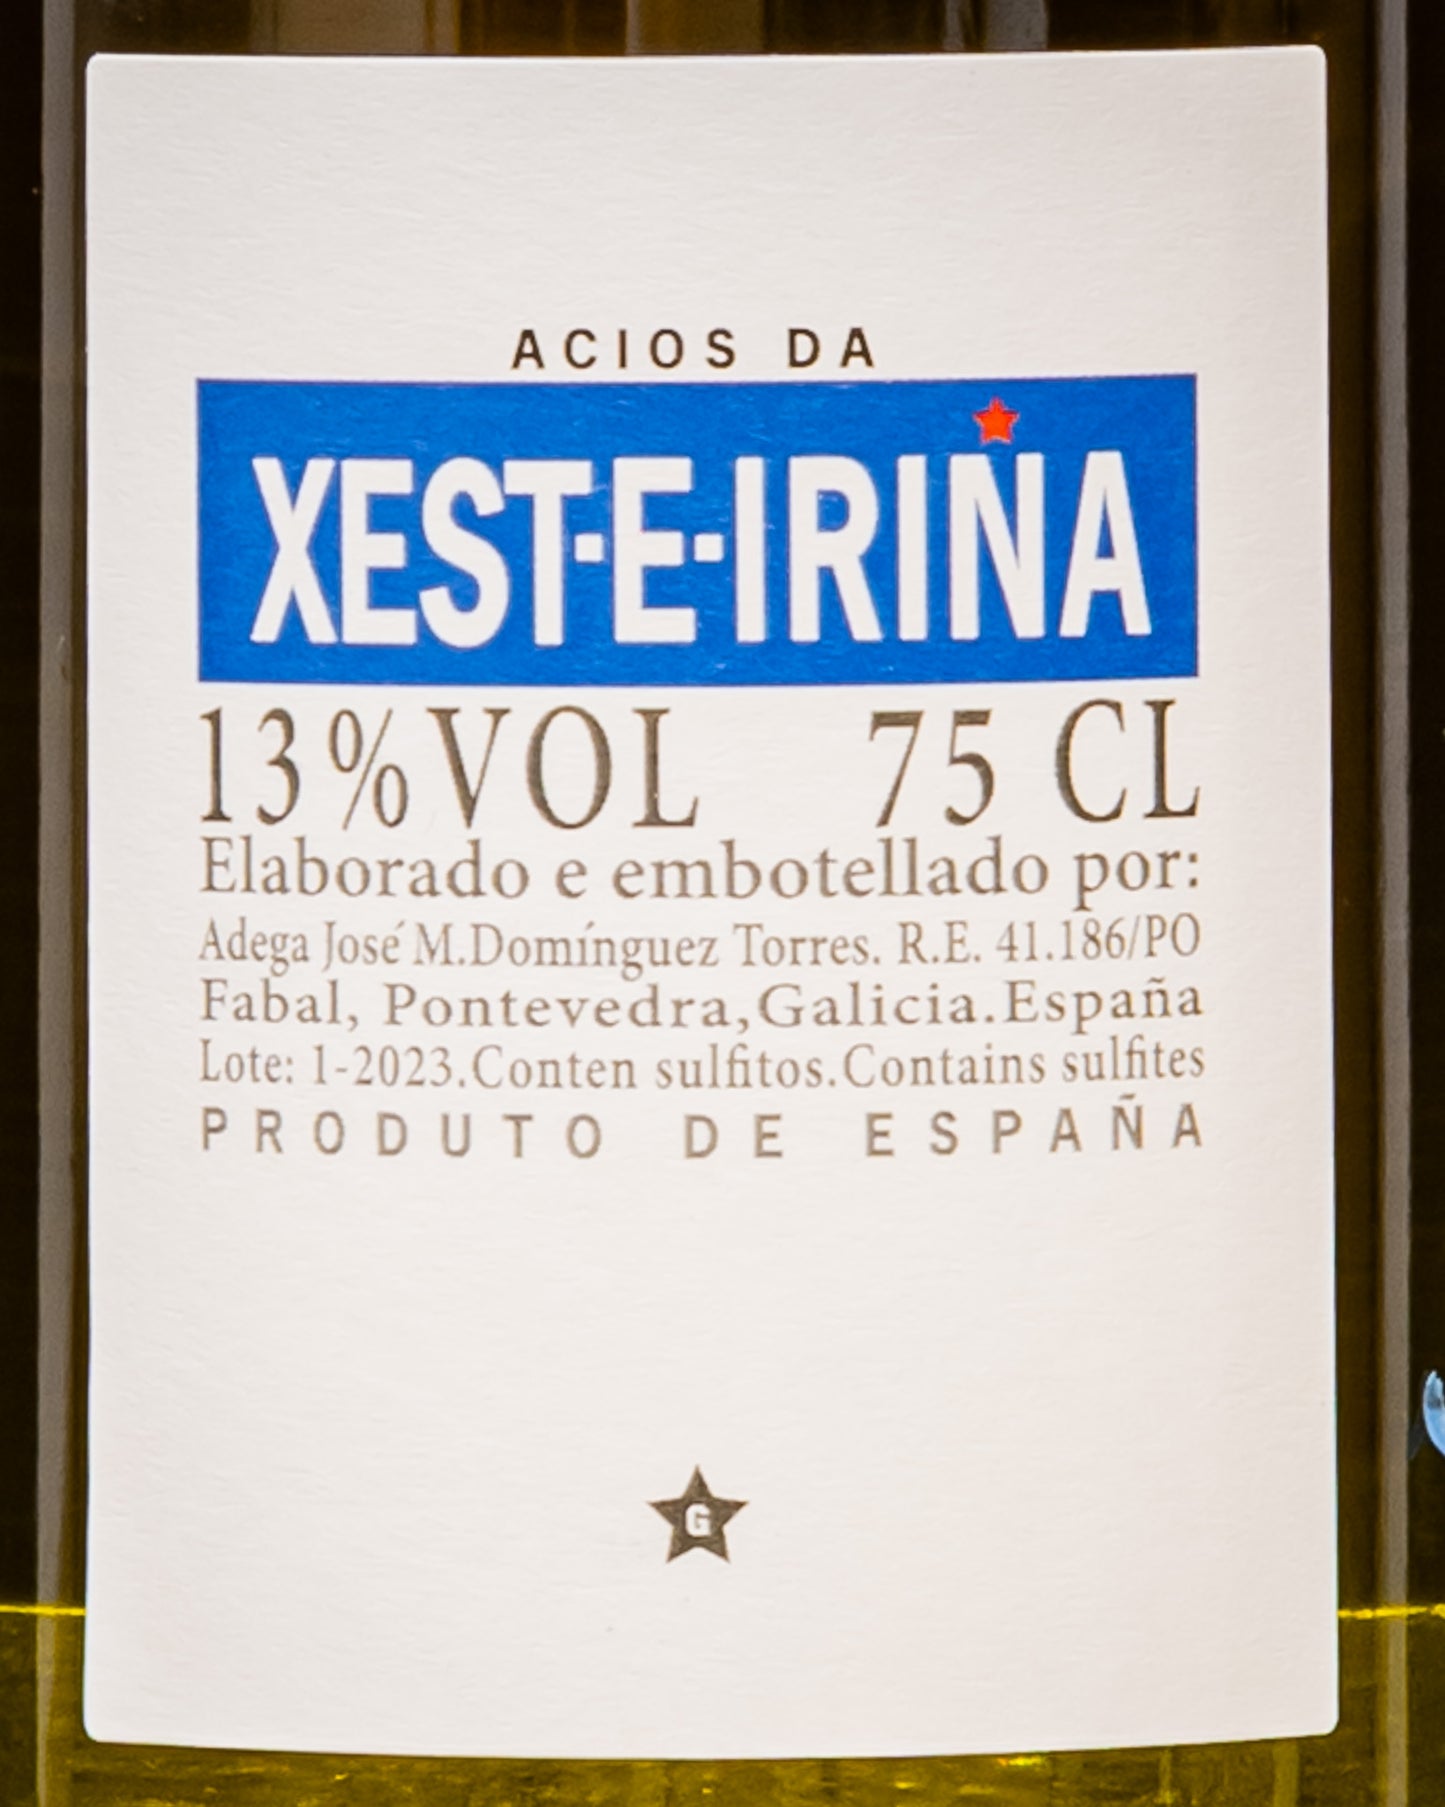 ACIOS DA
XEST·E·IRINA
13%VOL 75 CL
Elaborado e embotellado por:
Adega José M.Domínguez Torres. R.E. 41.186/PO
Fabal, Pontevedra,Galicia.España
Lote: 1-2023.Conten sulfitos.Contains sulfites
PRODUTO DE ESPAÑA
G